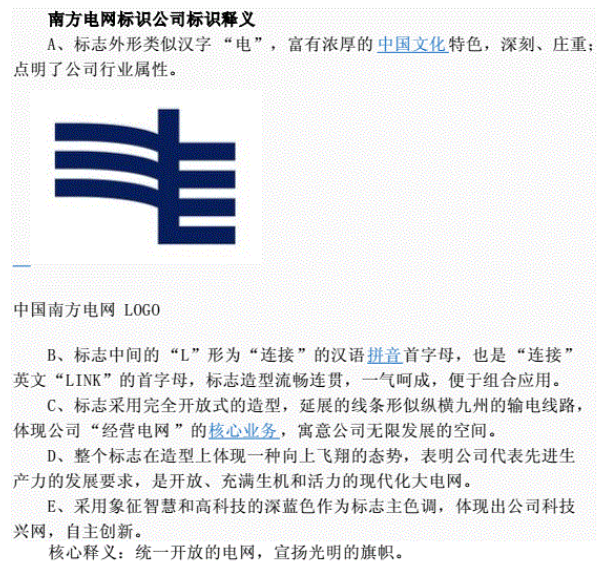 南方电网标识公司标识释义
A、标志外形类似汉字 “电”，富有浓厚的 中国文化 特色，深刻、庄重；
点明了公司行业属性。
中国南方电网 LOGO
B、标志中间的 “L”形为“连接”的汉语 拼音 首字母，也是 “连接”
英文“LINK”的首字母，标志造型流畅连贯，一气呵成，便于组合应用。
C、标志采用完全开放式的造型，延展的线条形似纵横九州的输电线路，
体现公司 “经营电网 ”的 核心业务 ，寓意公司无限发展的空间。
D、整个标志在造型上体现一种向上飞翔的态势，表明公司代表先进生
产力的发展要求，是开放、充满生机和活力的现代化大电网。
E、采用象征智慧和高科技的深蓝色作为标志主色调，体现出公司科技
兴网，自主创新。
核心释义：统一开放的电网，宣扬光明的旗帜。